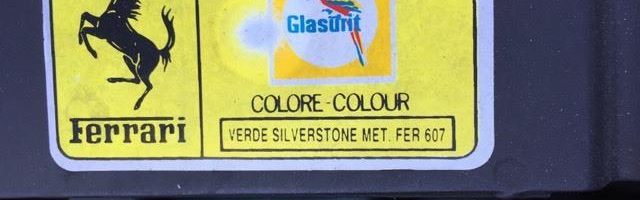 Glasurit
COLORE-COLOUR
Ferrari
VERDE SILVERSTONE MET. FER 607